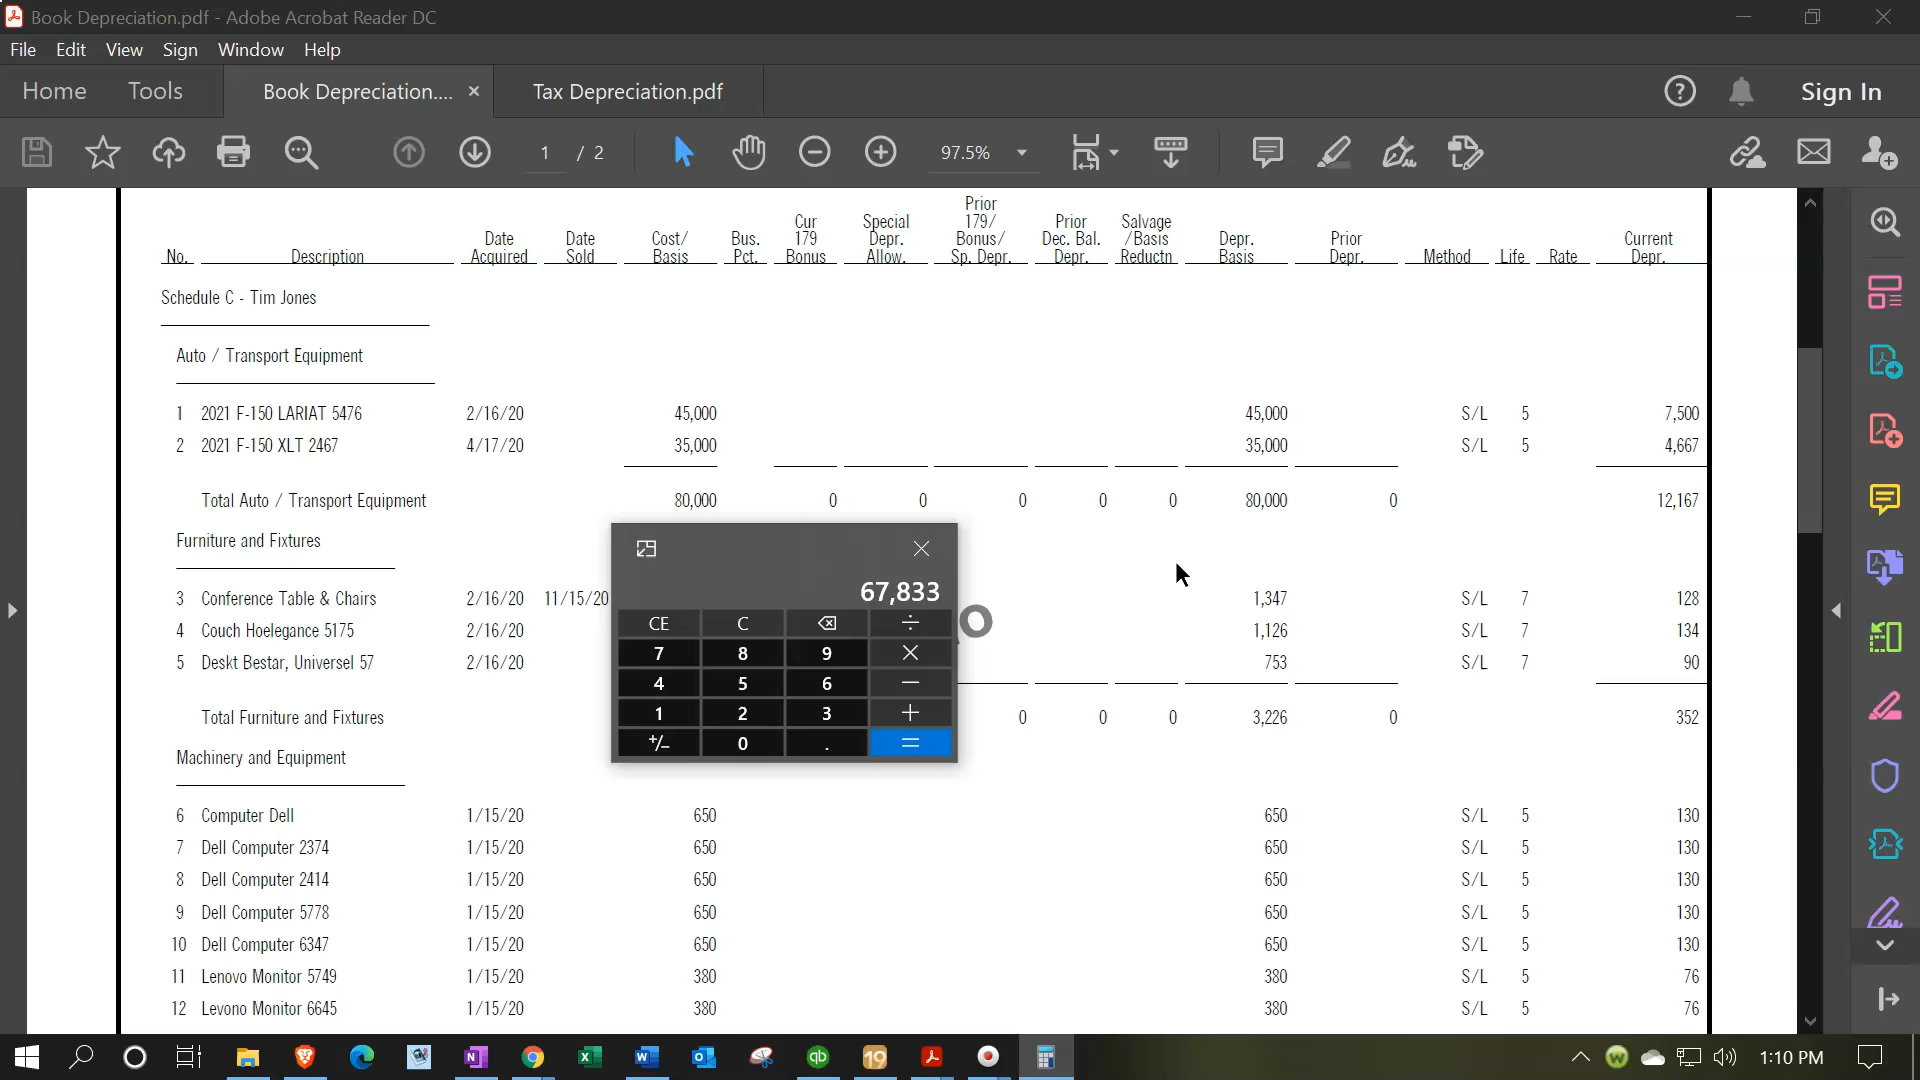 Book Depreciation.pdf - Adobe Acrobat Reader DC
File Edit View Sign Window Help
Home Tools Book Depreciation.... × Tax Depreciation.pdf Sign In
1 / 2 97.5%
No. Description Date Acquired Date Sold Cost/ Basis Bus. Pct. Cur 179 Bonus Special Depr. Allow. Prior 179/ Bonus/ Sp. Depr. Prior Dec. Bal. Depr. Salvage /Basis Reductn Depr. Basis Prior Depr. Method Life Rate Current Depr.
Schedule C - Tim Jones
Auto / Transport Equipment
1 2021 F-150 LARIAT 5476 2/16/20 45,000 45,000 S/L 5 7,500
2 2021 F-150 XLT 2467 4/17/20 35,000 35,000 S/L 5 4,667
Total Auto / Transport Equipment 80,000 0 0 0 0 0 80,000 0 12,167
Furniture and Fixtures
3 Conference Table & Chairs 2/16/20 11/15/20 1,347 S/L 7 128
4 Couch Hoelegance 5175 2/16/20 1,126 S/L 7 134
5 Deskt Bestar, Universel 57 2/16/20 753 S/L 7 90
Total Furniture and Fixtures 0 0 0 3,226 0 352
Machinery and Equipment
6 Computer Dell 1/15/20 650 650 S/L 5 130
7 Dell Computer 2374 1/15/20 650 650 S/L 5 130
8 Dell Computer 2414 1/15/20 650 650 S/L 5 130
9 Dell Computer 5778 1/15/20 650 650 S/L 5 130
10 Dell Computer 6347 1/15/20 650 650 S/L 5 130
11 Lenovo Monitor 5749 1/15/20 380 380 S/L 5 76
12 Levono Monitor 6645 1/15/20 380 380 S/L 5 76
67,833
CE C ÷
7 8 9 ×
4 5 6 −
1 2 3 +
+/− 0 . =
1:10 PM